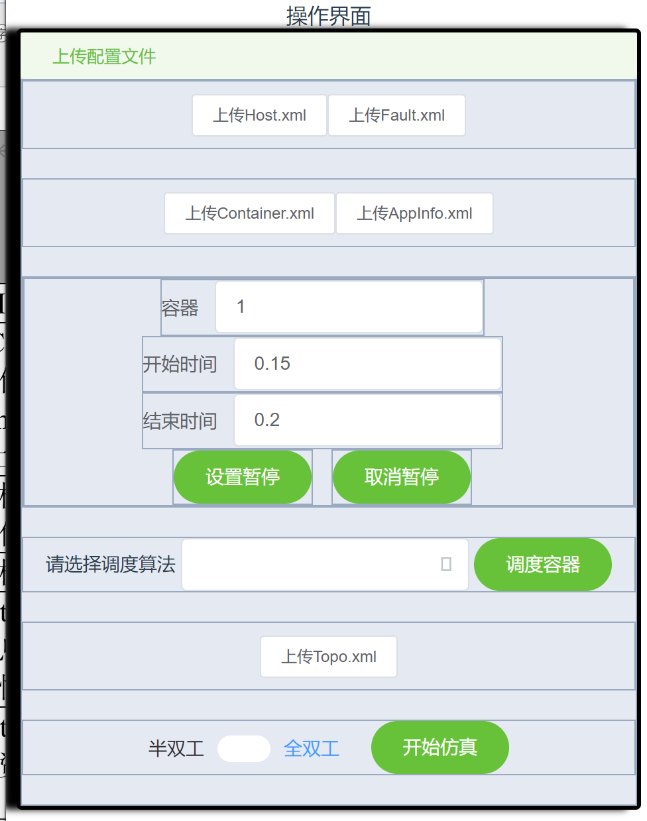 操作界面
上传配置文件
上传Host.xml 上传Fault.xml
上传Container.xml 上传AppInfo.xml
容器 1
开始时间 0.15
结束时间 0.2
设置暂停 取消暂停
请选择调度算法 调度容器
上传Topo.xml
半双工 全双工 开始仿真